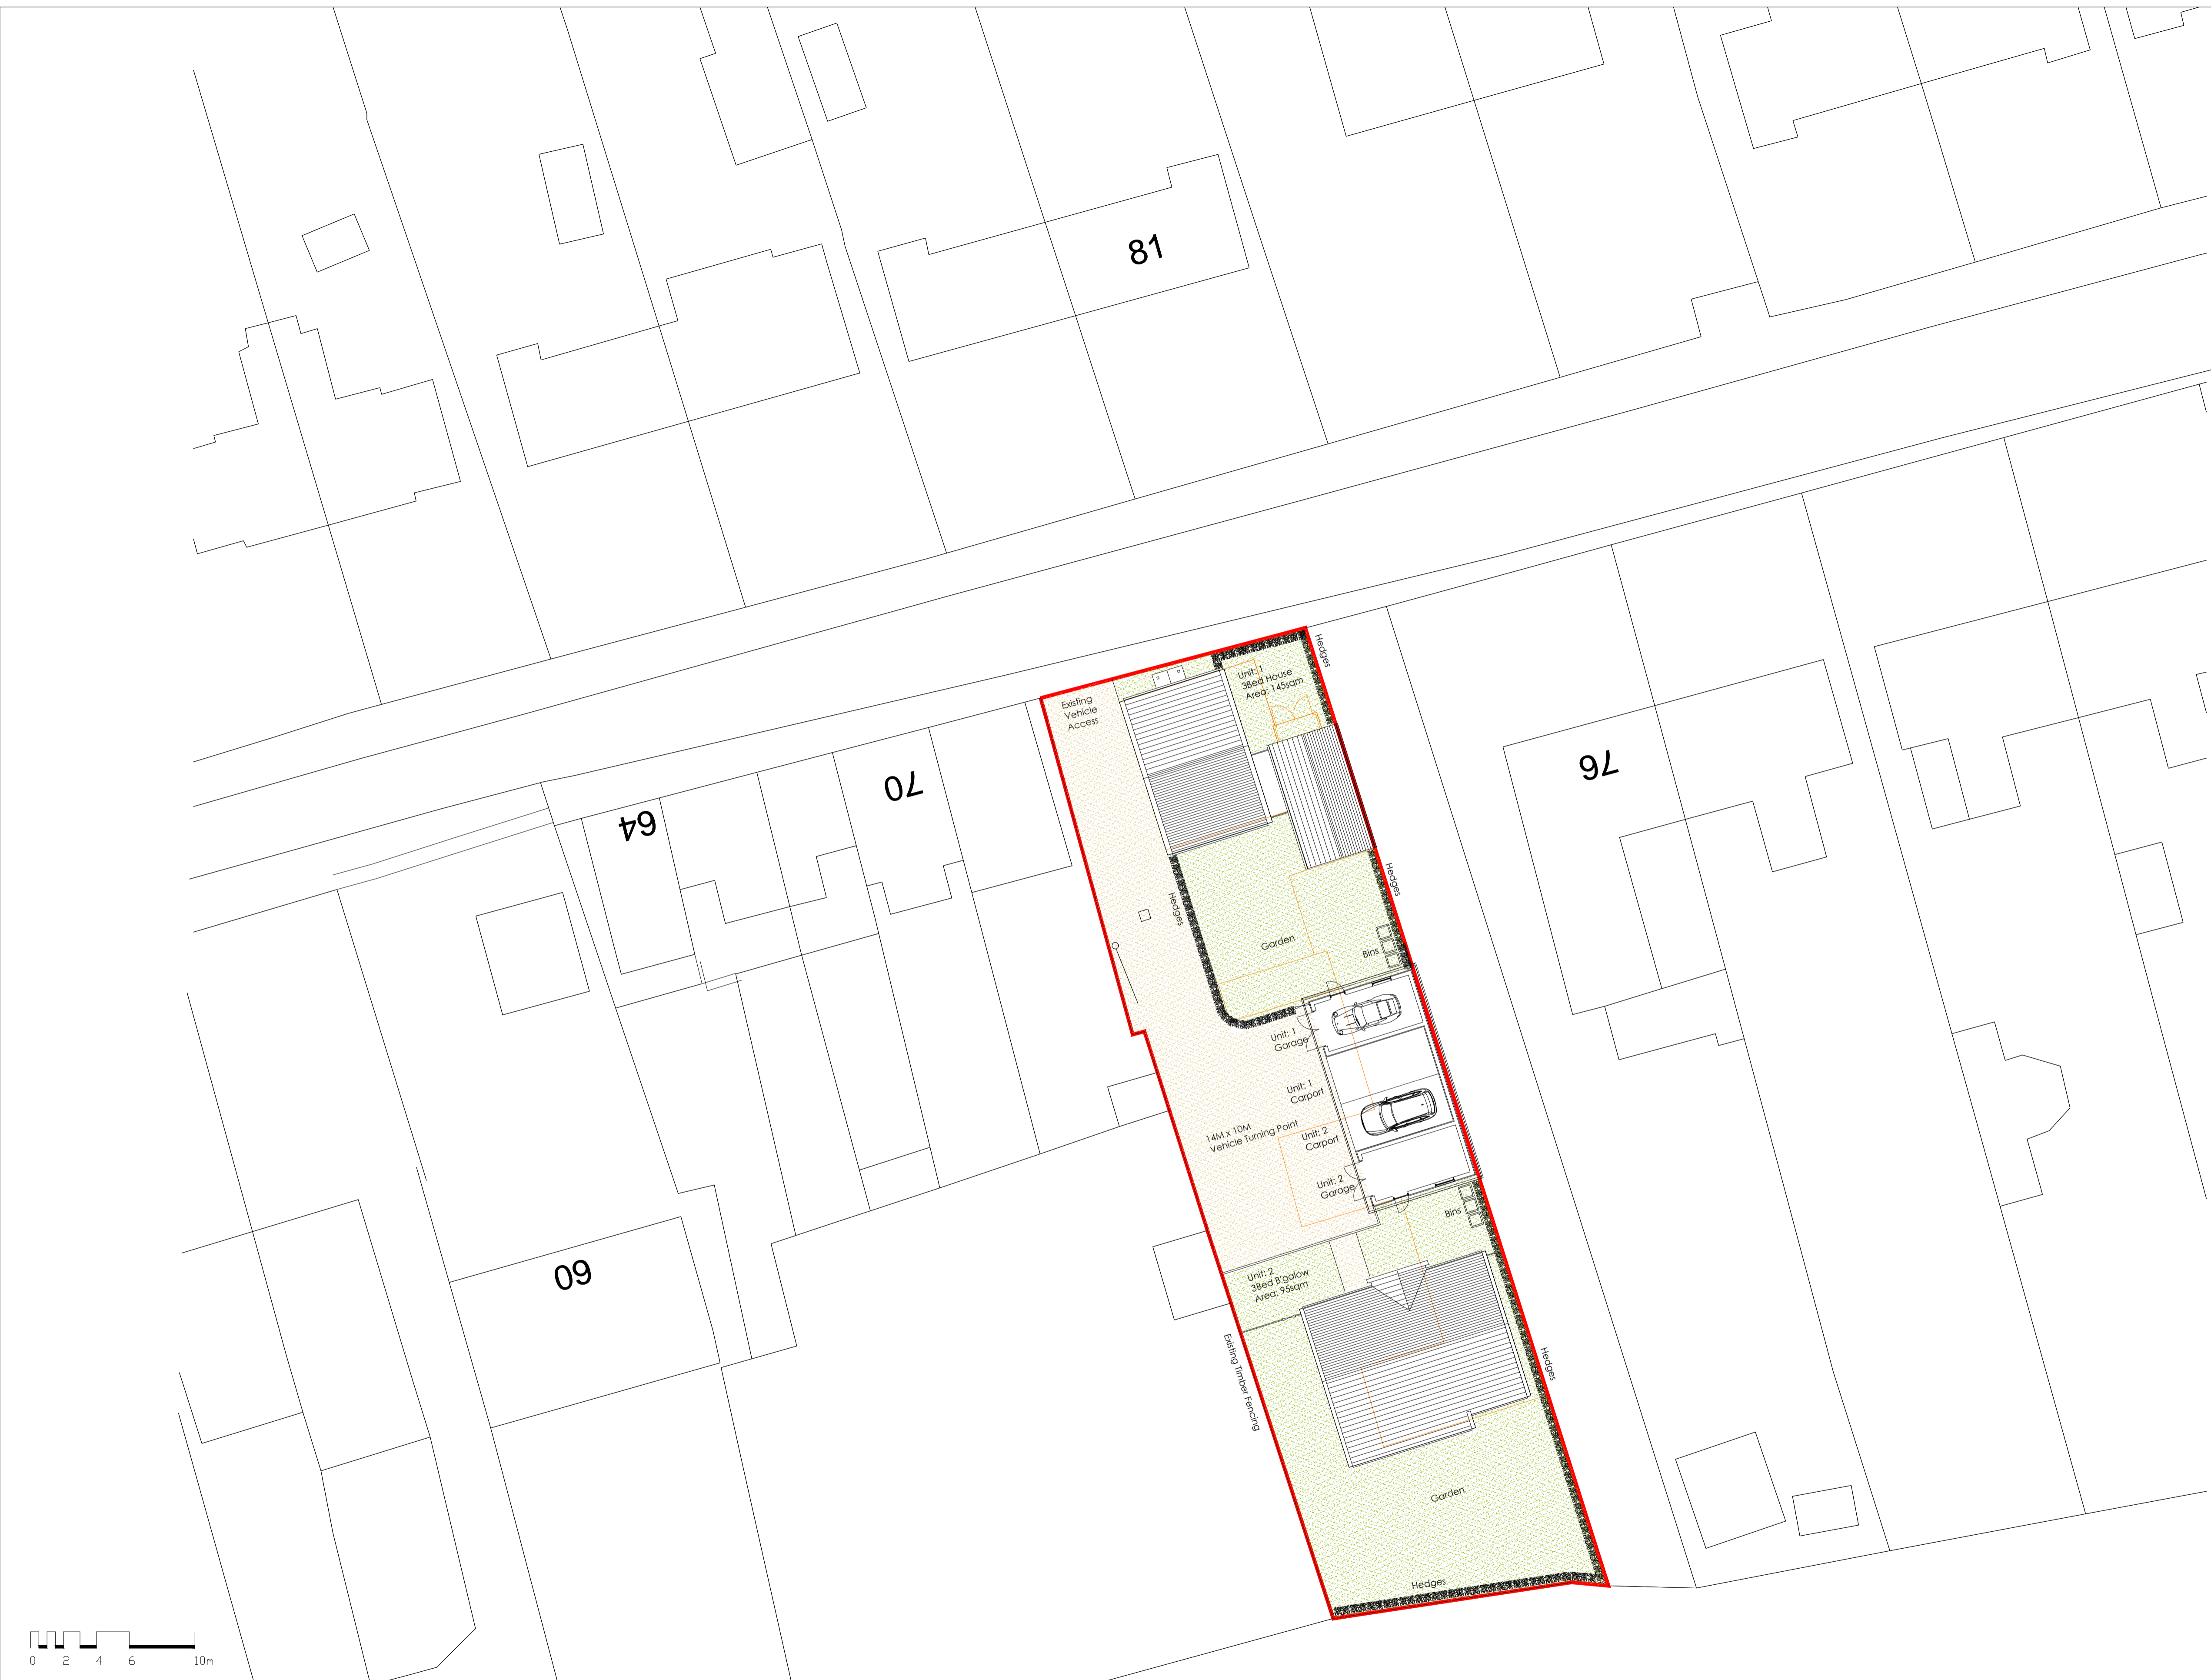 81
Hedges
Unit: 1
3Bed House
Area: 145sqm
Existing
Vehicle
Access
76
70
64
Hedges
Hedges
Garden
Bins
Unit: 1
Garage
Unit: 1
Carport
14M x 10M
Vehicle Turning Point
Unit: 2
Carport
Unit: 2
Garage
Bins
60
Unit: 2
3Bed B'galow
Area: 95sqm
Existing Timber Fencing
Hedges
Garden
Hedges
0 2 4 6 10m